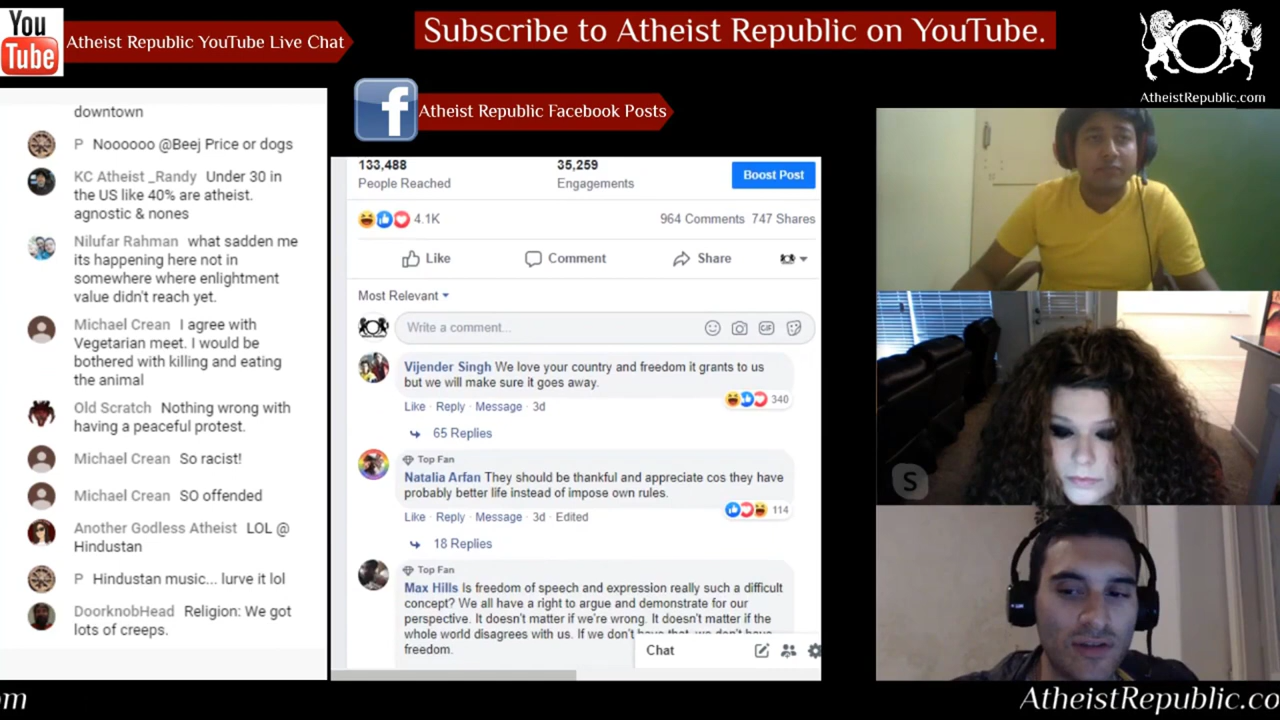 You
Tube
Atheist Republic YouTube Live Chat
Subscribe to Atheist Republic on YouTube.
AtheistRepublic.com
f
Atheist Republic Facebook Posts
downtown
P Noooooo @Beej Price or dogs
KC Atheist _Randy Under 30 in
the US like 40% are atheist.
agnostic & nones
Nilufar Rahman what sadden me
its happening here not in
somewhere where enlightment
value didn't reach yet.
Michael Crean I agree with
Vegetarian meet. I would be
bothered with killing and eating
the animal
Old Scratch Nothing wrong with
having a peaceful protest.
Michael Crean So racist!
Michael Crean SO offended
Another Godless Atheist LOL @
Hindustan
P Hindustan music... lurve it lol
DoorknobHead Religion: We got
lots of creeps.
133,488
People Reached
35,259
Engagements
Boost Post
4.1K
964 Comments 747 Shares
Like
Comment
Share
Most Relevant
Write a comment...
GIF
Vijender Singh We love your country and freedom it grants to us
but we will make sure it goes away.
Like · Reply · Message · 3d
340
65 Replies
Top Fan
Natalia Arfan They should be thankful and appreciate cos they have
probably better life instead of impose own rules.
Like · Reply · Message · 3d · Edited
114
18 Replies
Top Fan
Max Hills Is freedom of speech and expression really such a difficult
concept? We all have a right to argue and demonstrate for our
perspective. It doesn't matter if we're wrong. It doesn't matter if the
whole world disagrees with us. If we don't have that, we don't have
freedom.
Chat
S
om
AtheistRepublic.co